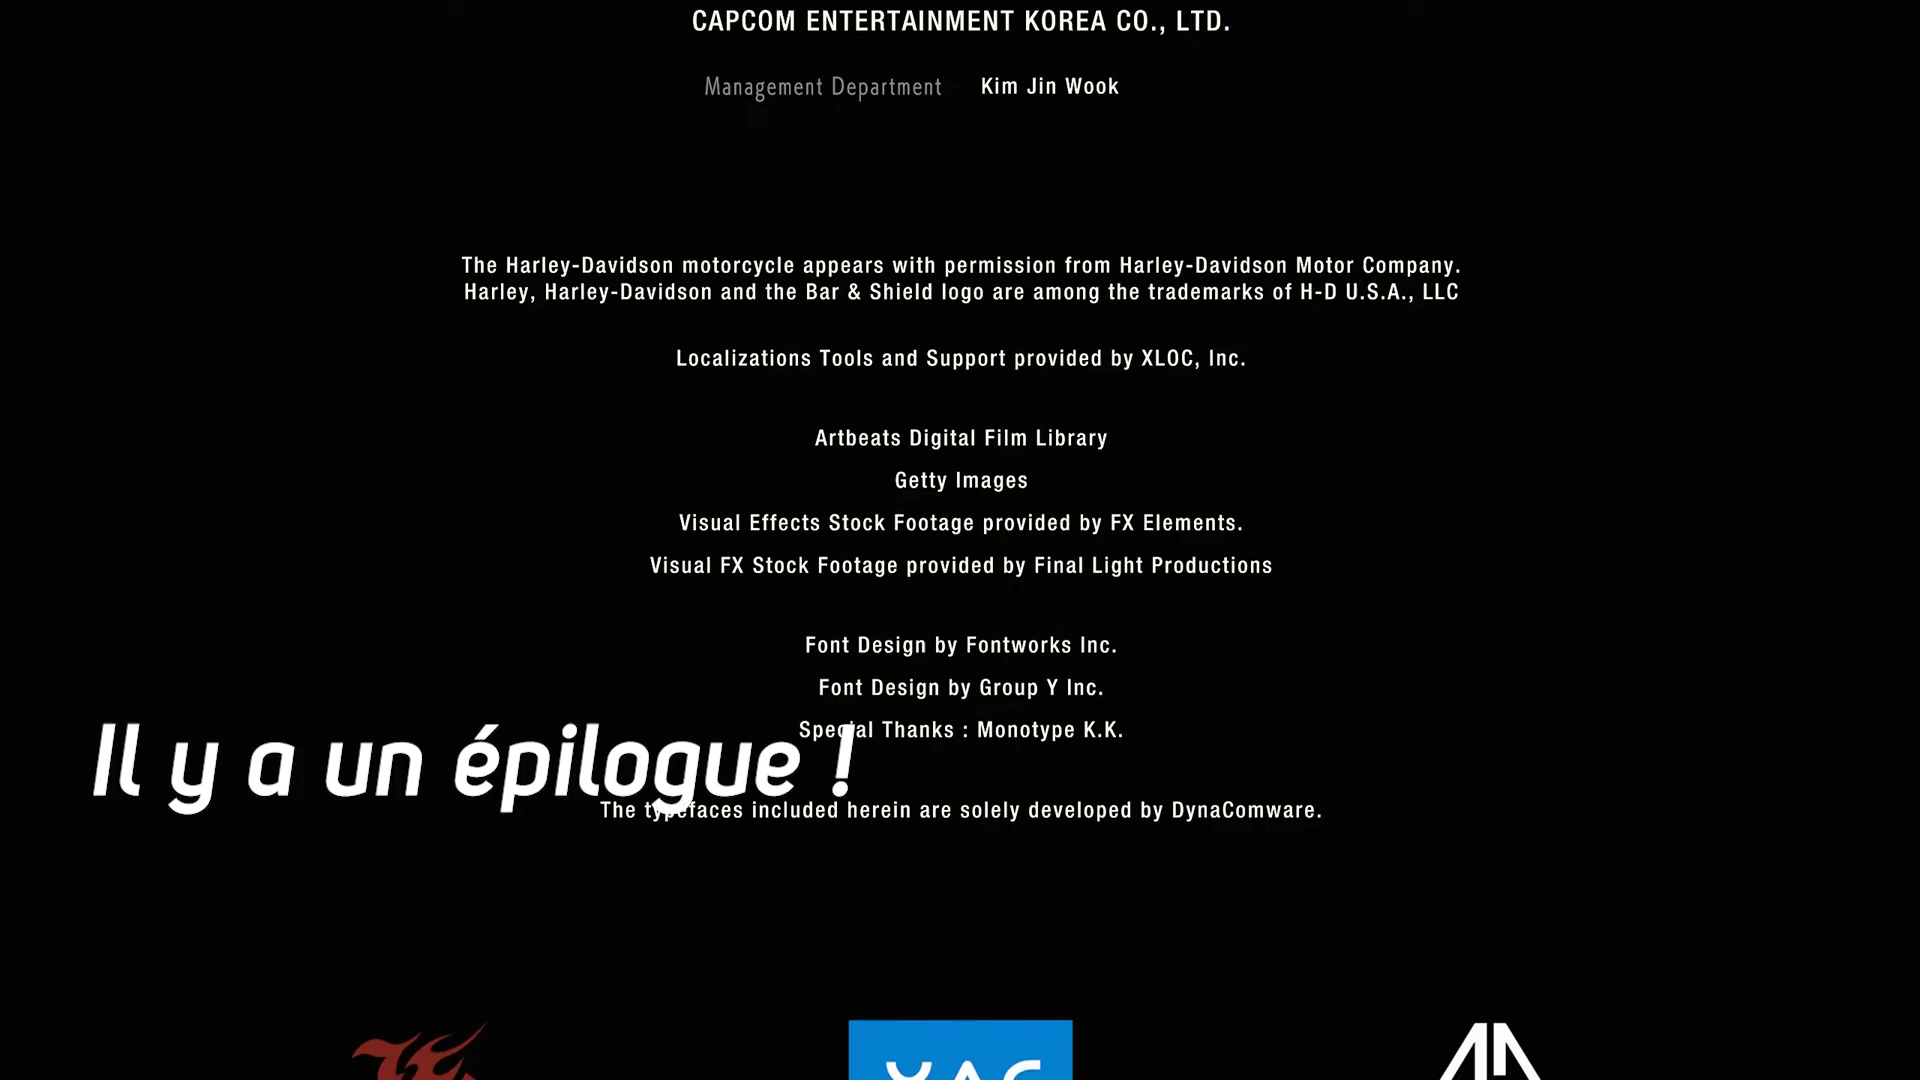 CAPCOM ENTERTAINMENT KOREA CO., LTD.
Management Department Kim Jin Wook
The Harley-Davidson motorcycle appears with permission from Harley-Davidson Motor Company.
Harley, Harley-Davidson and the Bar & Shield logo are among the trademarks of H-D U.S.A., LLC
Localizations Tools and Support provided by XLOC, Inc.
Artbeats Digital Film Library
Getty Images
Visual Effects Stock Footage provided by FX Elements.
Visual FX Stock Footage provided by Final Light Productions
Font Design by Fontworks Inc.
Font Design by Group Y Inc.
Special Thanks : Monotype K.K.
Il y a un épilogue !
The typefaces included herein are solely developed by DynaComware.